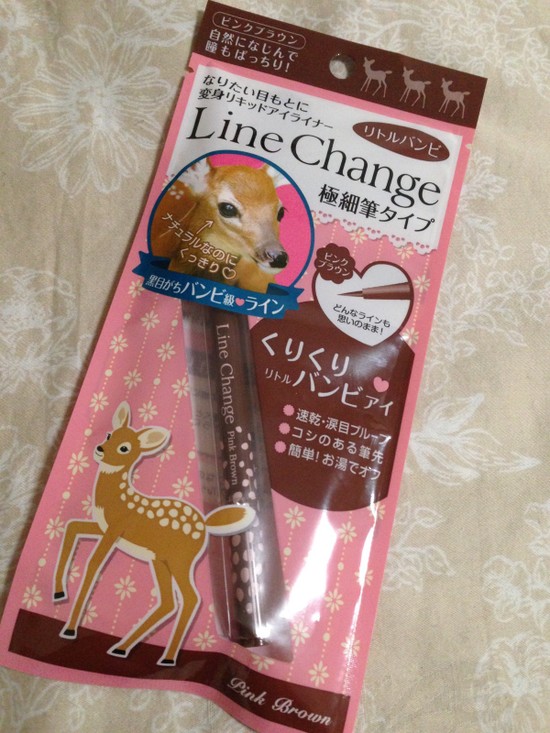 ピンクブラウン
自然になじんで
瞳もぱっちり!
なりたい目もとに
変身リキッドアイライナー
Line Change
リトルバンビ
極細筆タイプ
ナチュラルなのに
くっきり♡
黒目がちバンビ級♥ライン
ピンク
ブラウン
どんなラインも
思いのまま!
くりくり
リトルバンビアイ
速乾・涙目プルーフ
コシのある筆先
簡単!お湯でオフ
Line Change Pink Brown
Pink Brown